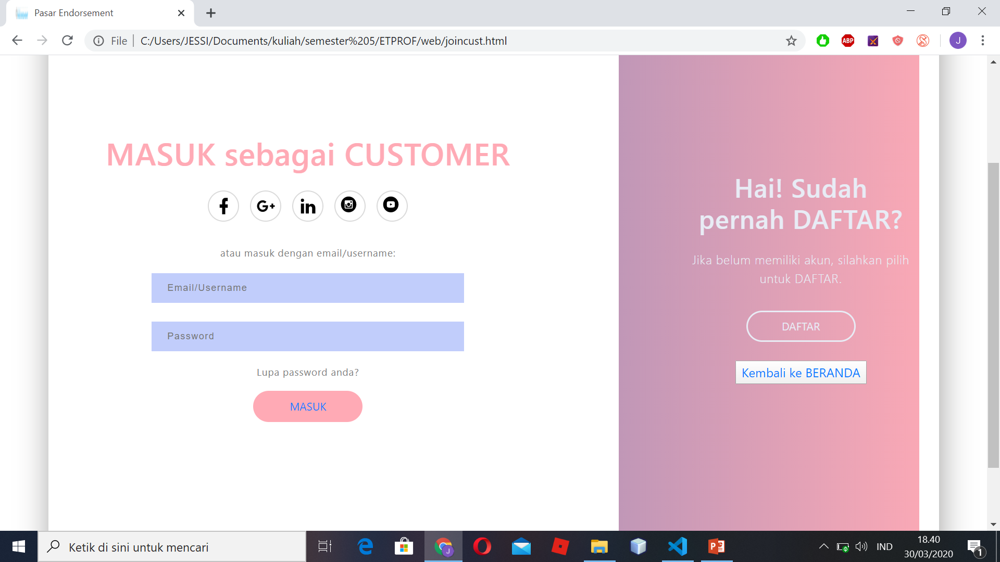 Pasar Endorsement
File
C:/Users/JESSI/Documents/kuliah/semester%205/ETPROF/web/joincust.html
ABP
J
MASUK sebagai CUSTOMER
G+
in
atau masuk dengan email/username:
Email/Username
Password
Lupa password anda?
MASUK
Hai! Sudah
pernah DAFTAR?
Jika belum memiliki akun, silahkan pilih
untuk DAFTAR.
DAFTAR
Kembali ke BERANDA
Ketik di sini untuk mencari
J
IND
18.40
30/03/2020
1